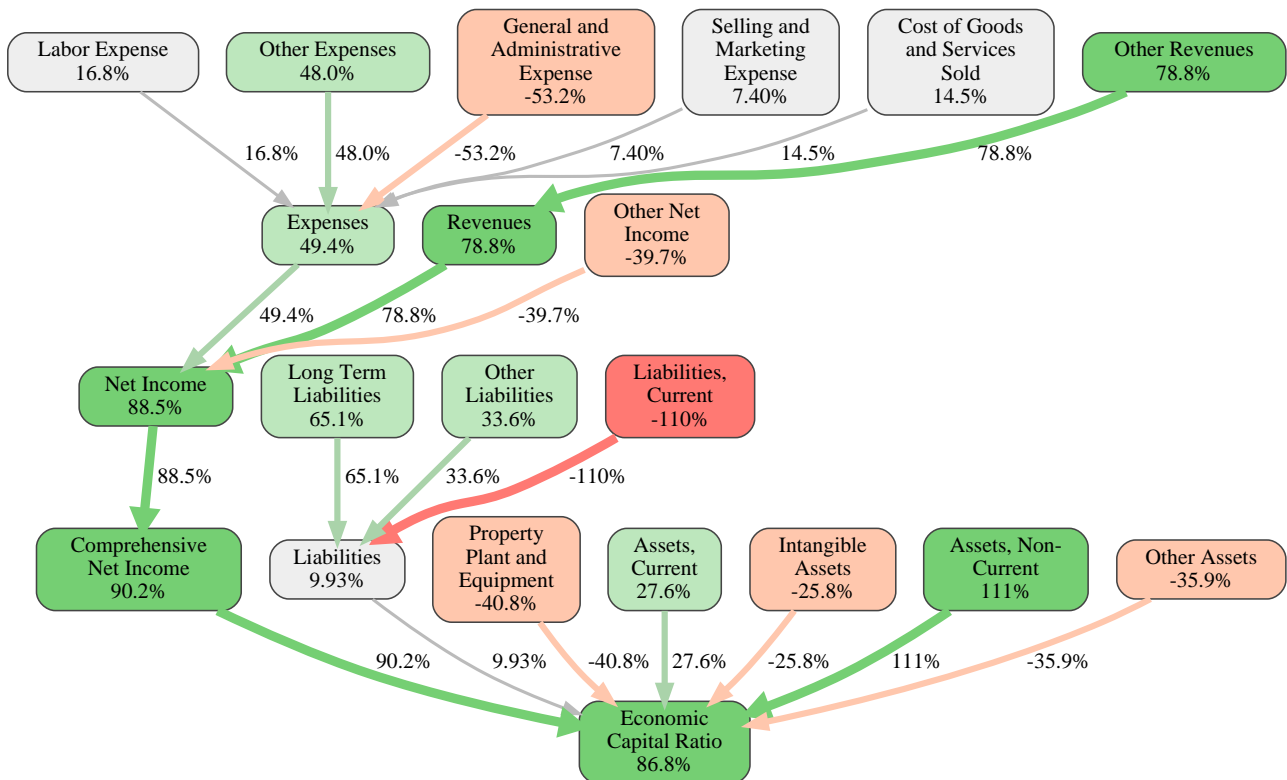 Labor Expense
16.8%
Other Expenses
48.0%
General and
Administrative
Expense
-53.2%
Selling and
Marketing
Expense
7.40%
Cost of Goods
and Services
Sold
14.5%
Other Revenues
78.8%
16.8%
48.0%
-53.2%
7.40%
14.5%
78.8%
Expenses
49.4%
Revenues
78.8%
Other Net
Income
-39.7%
49.4%
78.8%
-39.7%
Net Income
88.5%
Long Term
Liabilities
65.1%
Other
Liabilities
33.6%
Liabilities,
Current
-110%
88.5%
65.1%
33.6%
-110%
Comprehensive
Net Income
90.2%
Liabilities
9.93%
Property
Plant and
Equipment
-40.8%
Assets,
Current
27.6%
Intangible
Assets
-25.8%
Assets, Non-
Current
111%
Other Assets
-35.9%
90.2%
9.93%
-40.8%
27.6%
-25.8%
111%
-35.9%
Economic
Capital Ratio
86.8%